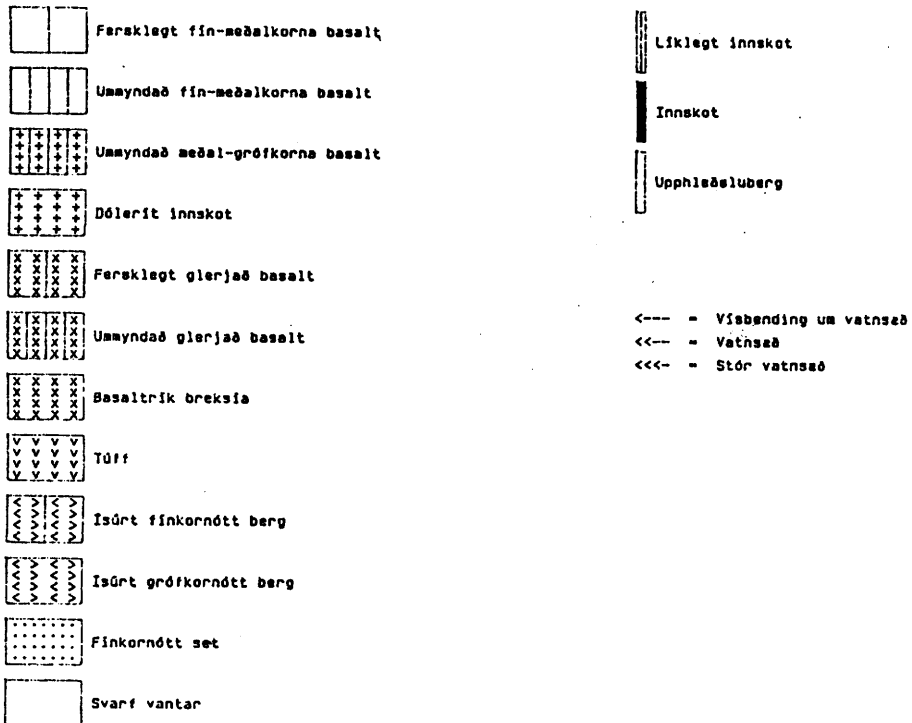 Fersklegt fín-meðalkorna basalt
Ummyndað fín-meðalkorna basalt
Ummyndað meðal-grófkorna basalt
Dólerít innskot
Fersklegt glerjað basalt
Ummyndað glerjað basalt
Basaltrík breksía
Túff
Ísúrt fínkornótt berg
Ísúrt grófkornótt berg
Fínkornótt set
Svarf vantar
Líklegt innskot
Innskot
Upphleðsluberg
<--- = Vísbending um vatnsæð
<<-- = Vatnsæð
<<<- = Stór vatnsæð